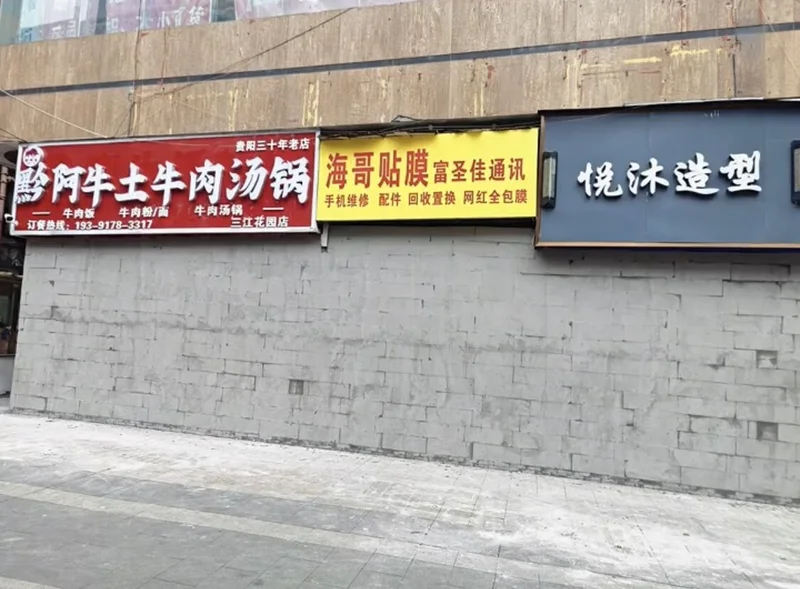 贵阳三十年老店
黔阿牛土牛肉汤锅
牛肉饭 牛肉粉/面 牛肉汤锅
订餐热线：193-9178-3317 三江花园店
海哥贴膜 富圣佳通讯
手机维修 配件 回收置换 网红全包膜
悦沐造型